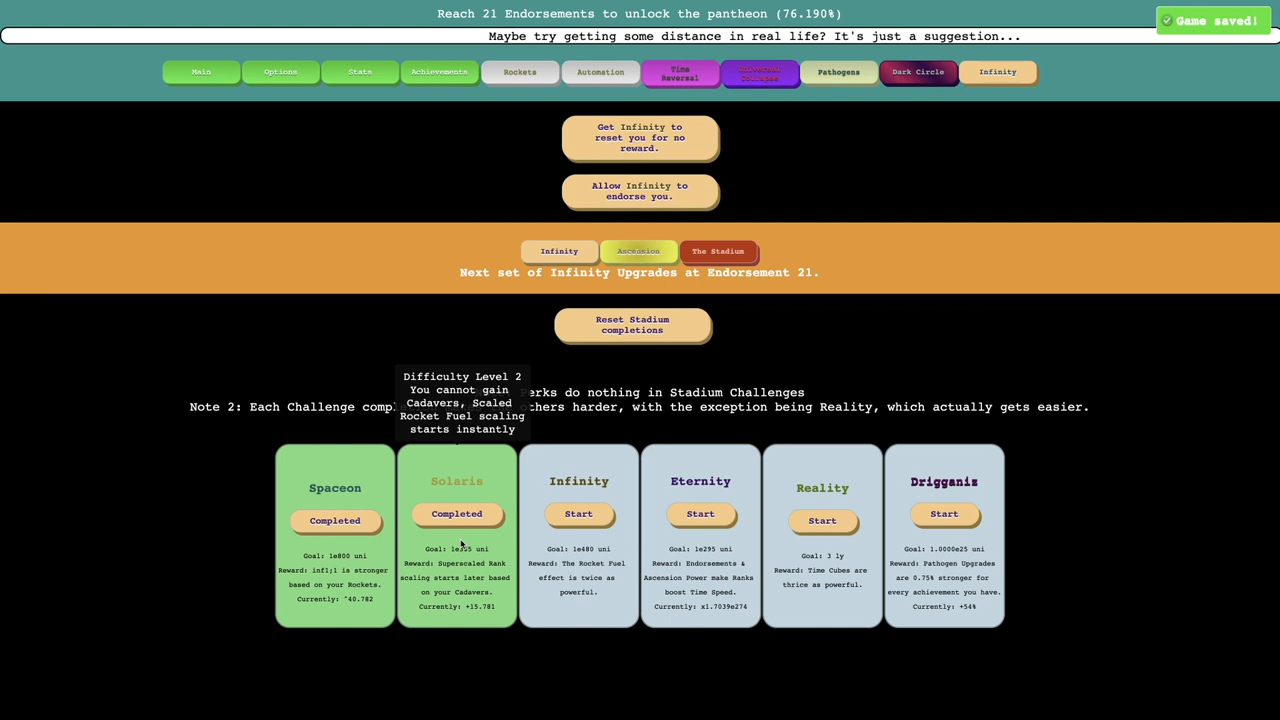 Reach 21 Endorsements to unlock the pantheon (76.190%)
Game saved!
Maybe try getting some distance in real life? It's just a suggestion...
Main
Options
Stats
Achievements
Rockets
Automation
Time
Reversal
Universal
Collapse
Pathogens
Dark Circle
Infinity
Get Infinity to
reset you for no
reward.
Allow Infinity to
endorse you.
Infinity
Ascension
The Stadium
Next set of Infinity Upgrades at Endorsement 21.
Reset Stadium
completions
Difficulty Level 2
You cannot gain
Cadavers, Scaled
Rocket Fuel scaling
starts instantly
Perks do nothing in Stadium Challenges
Note 2: Each Challenge comp
others harder, with the exception being Reality, which actually gets easier.
Spaceon
Completed
Goal: 1e800 uni
Reward: inf1;1 is stronger
based on your Rockets.
Currently: ^40.782
Solaris
Completed
Goal: uni
Reward: Superscaled Rank
scaling starts later based
on your Cadavers.
Currently: +15.781
Infinity
Start
Goal: 1e480 uni
Reward: The Rocket Fuel
effect is twice as
powerful.
Eternity
Start
Goal: 1e295 uni
Reward: Endorsements &
Ascension Power make Ranks
boost Time Speed.
Currently: x1.7039e274
Reality
Start
Goal: 3 ly
Reward: Time Cubes are
thrice as powerful.
Drigganiz
Start
Goal: 1.0000e25 uni
Reward: Pathogen Upgrades
are 0.75% stronger for
every achievement you have.
Currently: +54%